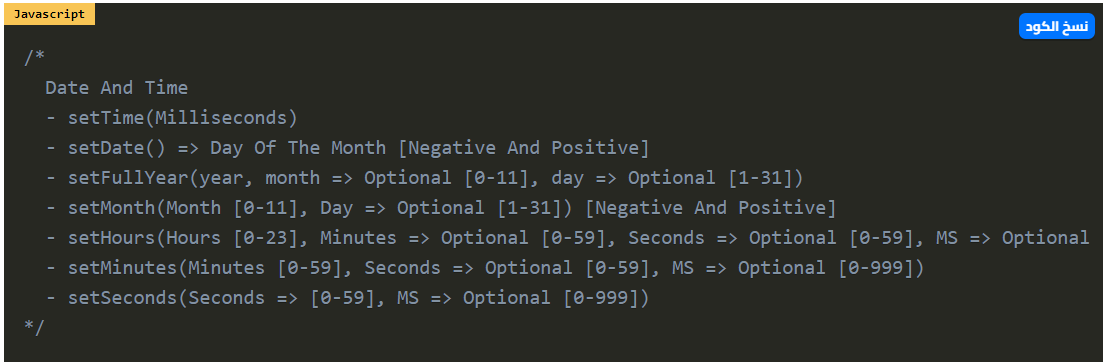 Javascript
نسخ الكود
/*
Date And Time
- setTime(Milliseconds)
- setDate() => Day Of The Month [Negative And Positive]
- setFullYear(year, month => Optional [0-11], day => Optional [1-31])
- setMonth(Month [0-11], Day => Optional [1-31]) [Negative And Positive]
- setHours(Hours [0-23], Minutes => Optional [0-59], Seconds => Optional [0-59], MS => Optional
- setMinutes(Minutes [0-59], Seconds => Optional [0-59], MS => Optional [0-999])
- setSeconds(Seconds => [0-59], MS => Optional [0-999])
*/